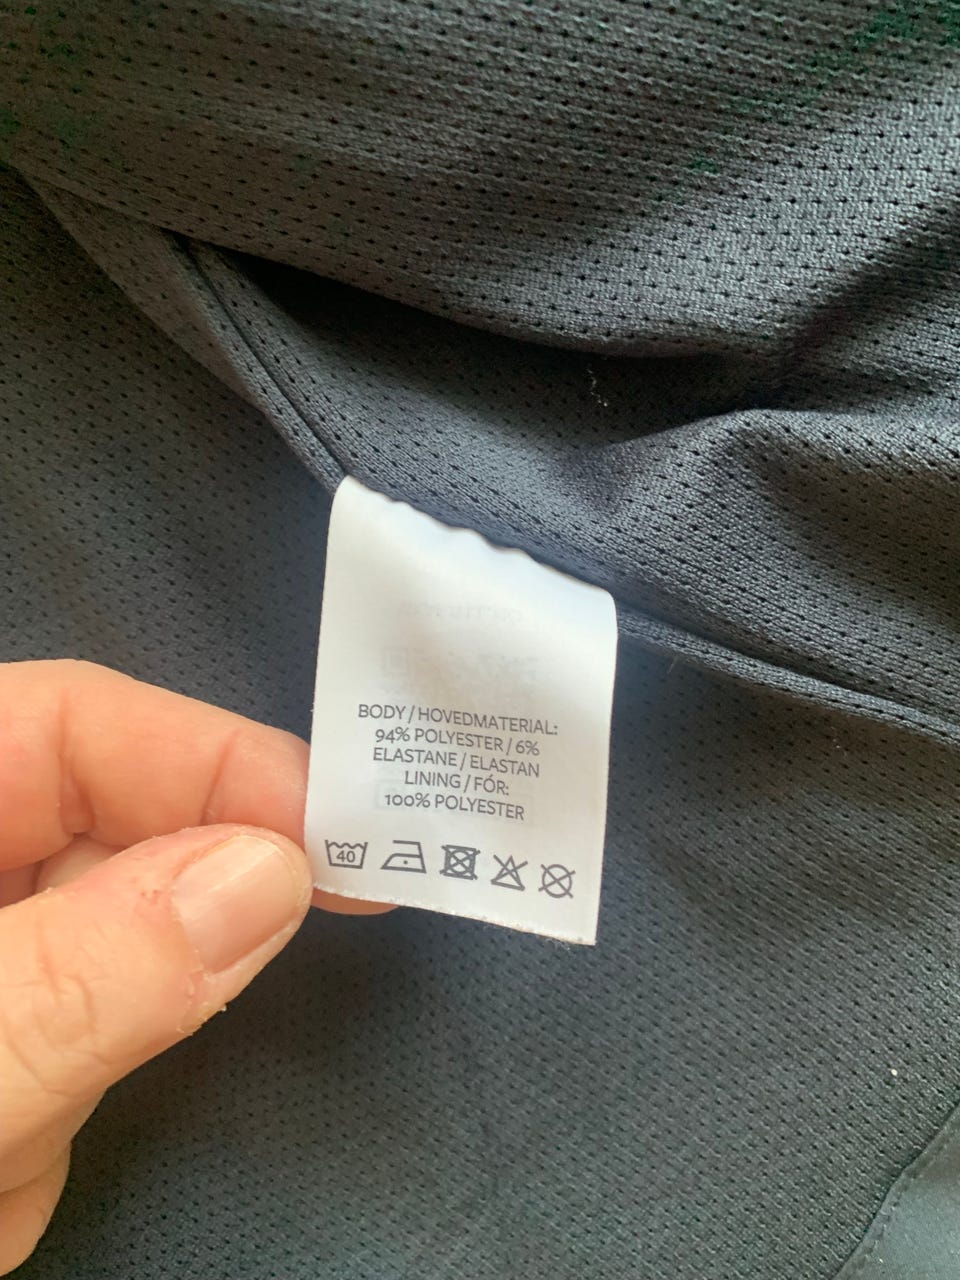 BODY / HOVEDMATERIAL:
94% POLYESTER / 6%
ELASTANE / ELASTAN
LINING / FÓR:
100% POLYESTER
40